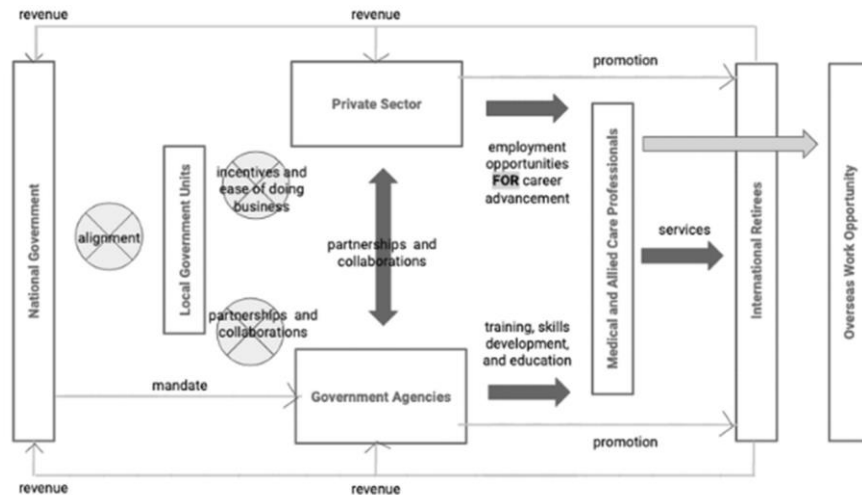 revenue
revenue
National Government
alignment
Local Government Units
incentives and
ease of doing
business
partnerships and
collaborations
mandate
Private Sector
partnerships and
collaborations
Government Agencies
promotion
employment
opportunities
FOR career
advancement
training, skills
development,
and education
promotion
Medical and Allied Care Professionals
services
International Retirees
Overseas Work Opportunity
revenue
revenue